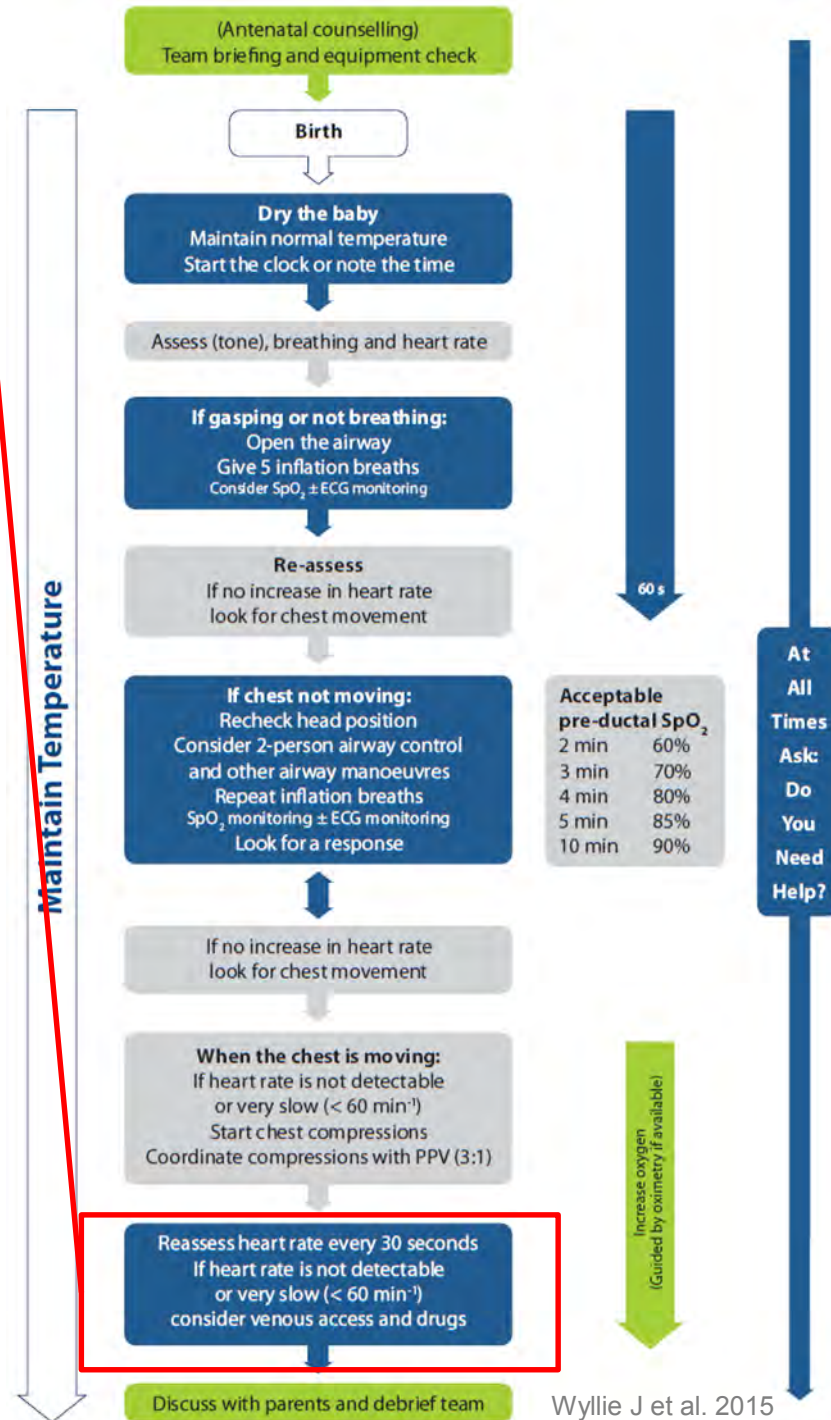 (Antenatal counselling)
Team briefing and equipment check
Birth
Dry the baby
Maintain normal temperature
Start the clock or note the time
Assess (tone), breathing and heart rate
If gasping or not breathing:
Open the airway
Give 5 inflation breaths
Consider SpO₂ ± ECG monitoring
Re-assess
If no increase in heart rate
look for chest movement
If chest not moving:
Recheck head position
Consider 2-person airway control
and other airway manoeuvres
Repeat inflation breaths
SpO₂ monitoring ± ECG monitoring
Look for a response
If no increase in heart rate
look for chest movement
When the chest is moving:
If heart rate is not detectable
or very slow (< 60 min⁻¹)
Start chest compressions
Coordinate compressions with PPV (3:1)
Reassess heart rate every 30 seconds
If heart rate is not detectable
or very slow (< 60 min⁻¹)
consider venous access and drugs
Discuss with parents and debrief team
Maintain Temperature
60 s
Acceptable
pre-ductal SpO₂
2 min 60%
3 min 70%
4 min 80%
5 min 85%
10 min 90%
Increase oxygen
(Guided by oximetry if available)
At
All
Times
Ask:
Do
You
Need
Help?
Wyllie J et al. 2015